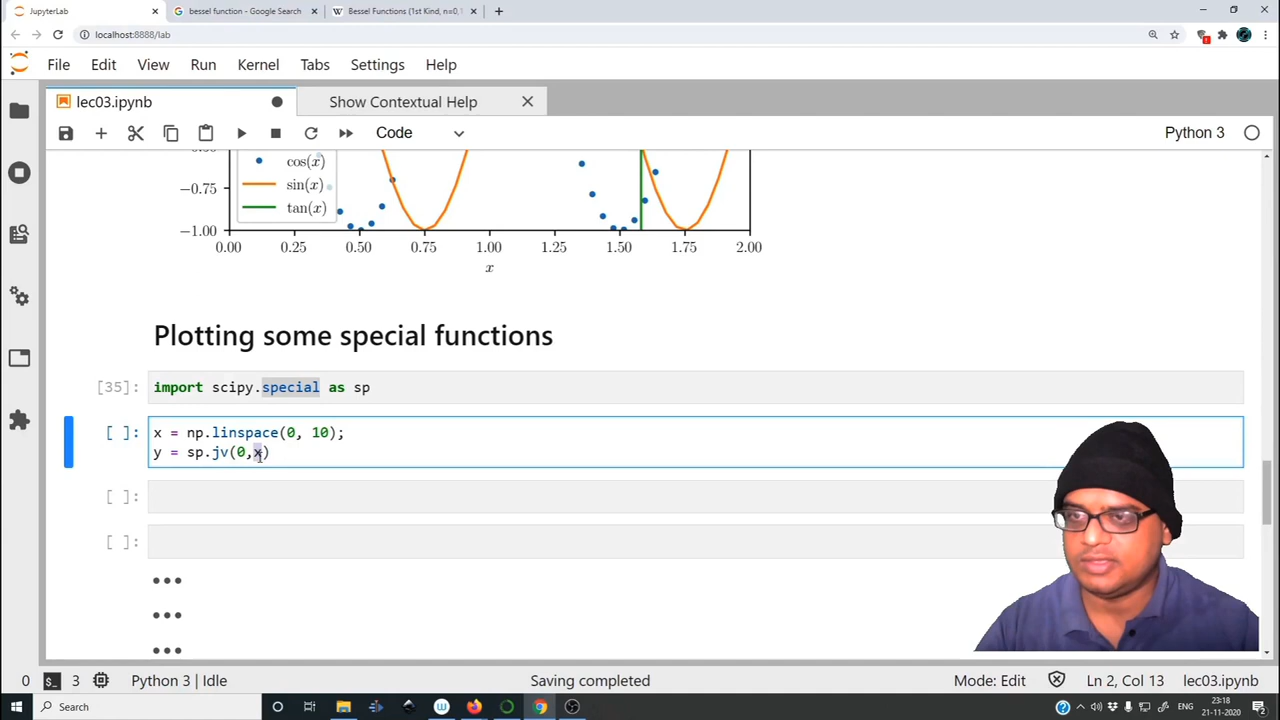 JupyterLab
bessel function - Google Search
Bessel Functions (1st Kind, n=0,1
localhost:8888/lab
File Edit View Run Kernel Tabs Settings Help
lec03.ipynb
Show Contextual Help
Code
Python 3
cos(x)
−0.75
sin(x)
tan(x)
−1.00
0.00 0.25 0.50 0.75 1.00 1.25 1.50 1.75 2.00
x
Plotting some special functions
[35]: import scipy.special as sp
[ ]: x = np.linspace(0, 10);
y = sp.jv(0,x)
[ ]:
[ ]:
0 3 Python 3 | Idle Saving completed Mode: Edit Ln 2, Col 13 lec03.ipynb
Search
ENG
23:18
21-11-2020